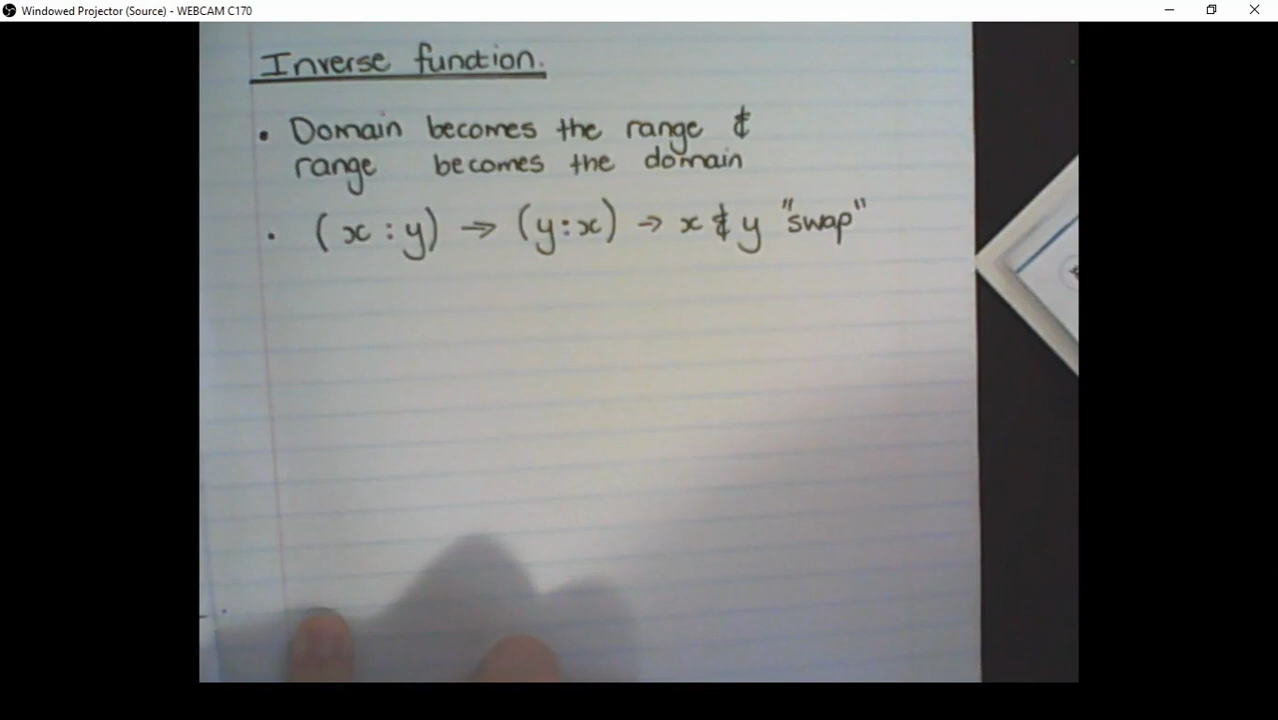 Windowed Projector (Source) - WEBCAM C170
Inverse function.
• Domain becomes the range &
range becomes the domain
• (x : y) → (y : x) → x & y "swap"